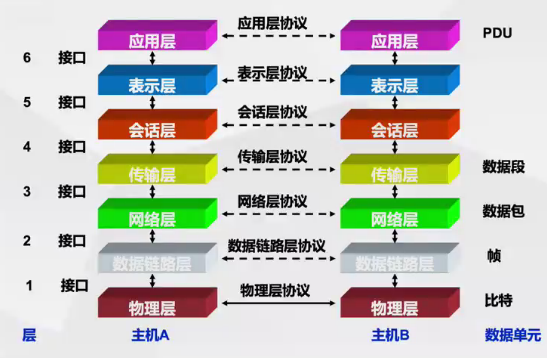 应用层 应用层协议 应用层 PDU
6 接口
表示层 表示层协议 表示层
5 接口
会话层 会话层协议 会话层
4 接口
传输层 传输层协议 传输层 数据段
3 接口
网络层 网络层协议 网络层 数据包
2 接口
数据链路层 数据链路层协议 数据链路层 帧
1 接口
物理层 物理层协议 物理层 比特
层 主机A 主机B 数据单元